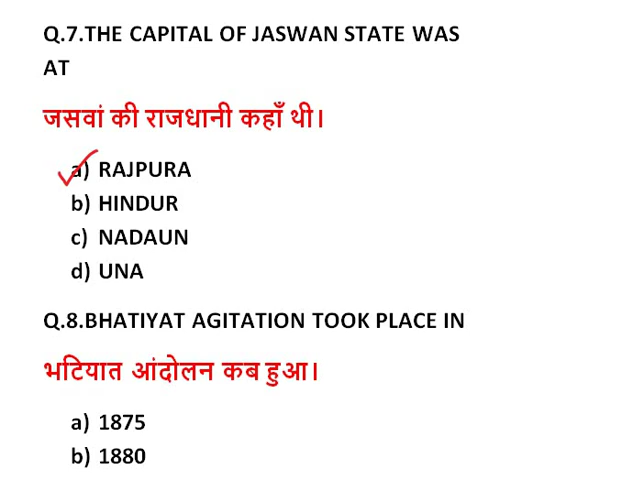 Q.7.THE CAPITAL OF JASWAN STATE WAS
AT
जसवां की राजधानी कहाँ थी।
a) RAJPURA
b) HINDUR
c) NADAUN
d) UNA
Q.8.BHATIYAT AGITATION TOOK PLACE IN
भटियात आंदोलन कब हुआ।
a) 1875
b) 1880